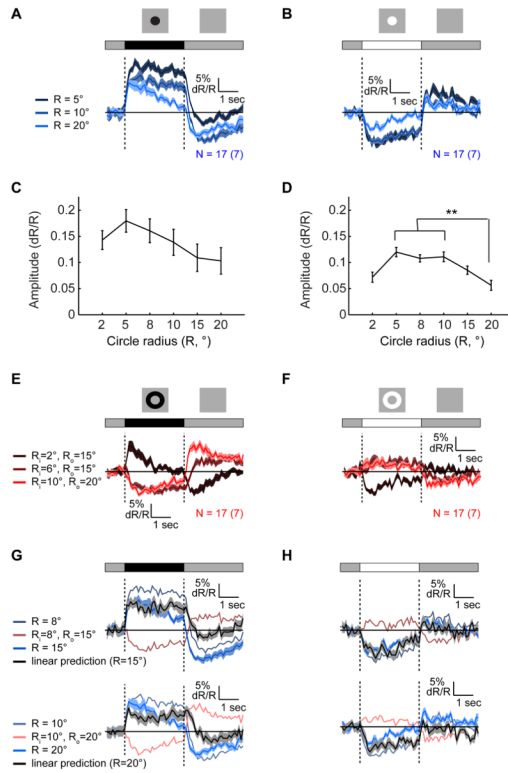 A
B
5%
dR/R
1 sec
5%
dR/R
1 sec
R = 5°
R = 10°
R = 20°
N = 17 (7)
N = 17 (7)
C
D
Amplitude (dR/R)
0.2
0.15
0.1
0.05
0
2 5 8 10 15 20
Circle radius (R, °)
Amplitude (dR/R)
0.2
0.15
0.1
0.05
0
**
2 5 8 10 15 20
Circle radius (R, °)
E
F
Rᵢ=2°, Rₒ=15°
Rᵢ=6°, Rₒ=15°
Rᵢ=10°, Rₒ=20°
5%
dR/R
1 sec
N = 17 (7)
5%
dR/R
1 sec
N = 17 (7)
G
H
5%
dR/R
1 sec
5%
dR/R
1 sec
R = 8°
Rᵢ=8°, Rₒ=15°
R = 15°
linear prediction (R=15°)
5%
dR/R
1 sec
5%
dR/R
1 sec
R = 10°
Rᵢ=10°, Rₒ=20°
R = 20°
linear prediction (R=20°)